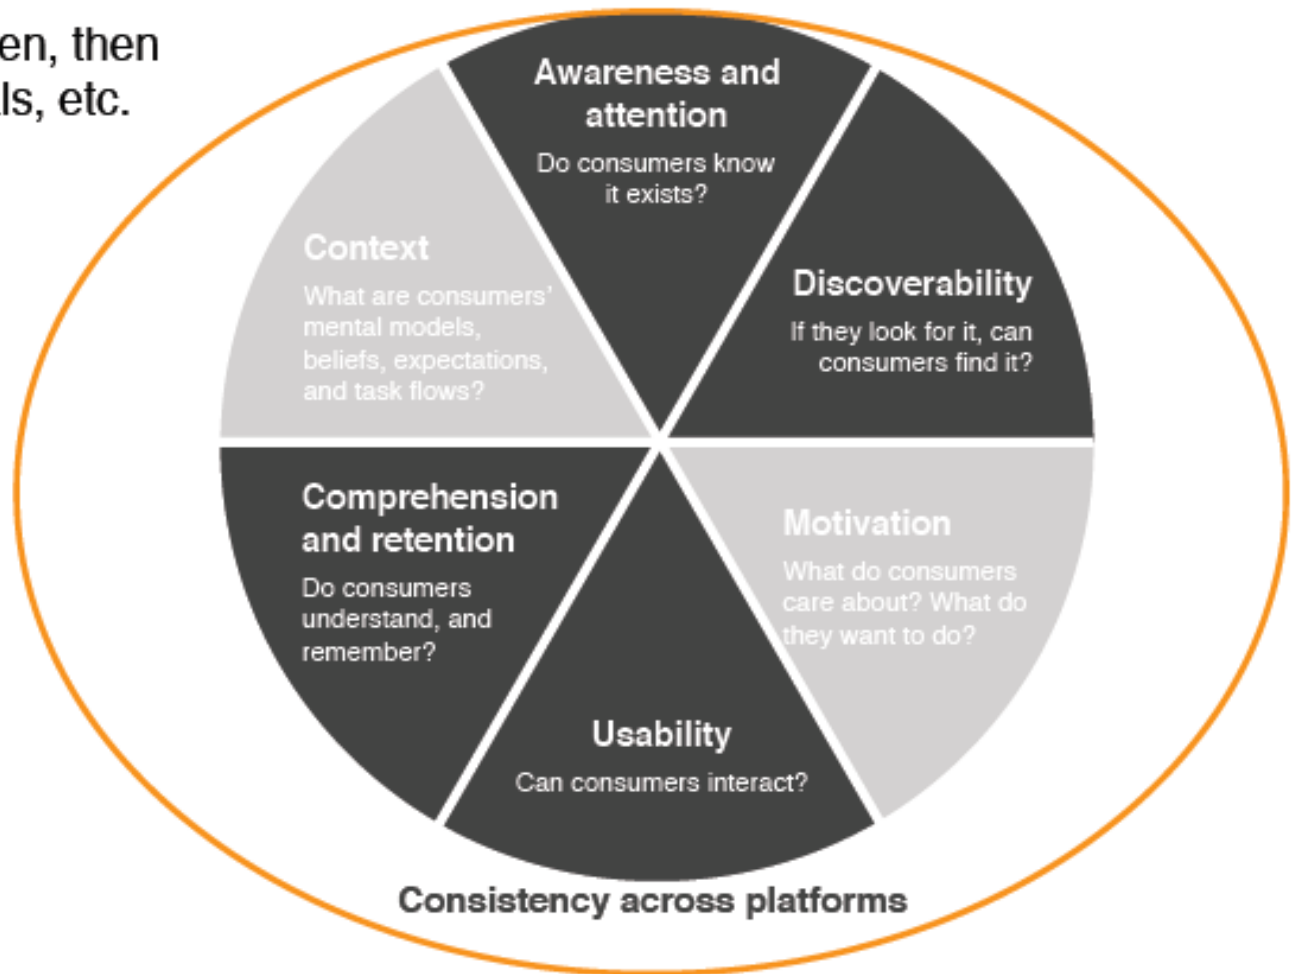 en, then
ls, etc.
Awareness and
attention
Do consumers know
it exists?
Discoverability
If they look for it, can
consumers find it?
Motivation
What do consumers
care about? What do
they want to do?
Usability
Can consumers interact?
Comprehension
and retention
Do consumers
understand, and
remember?
Context
What are consumers’
mental models,
beliefs, expectations,
and task flows?
Consistency across platforms